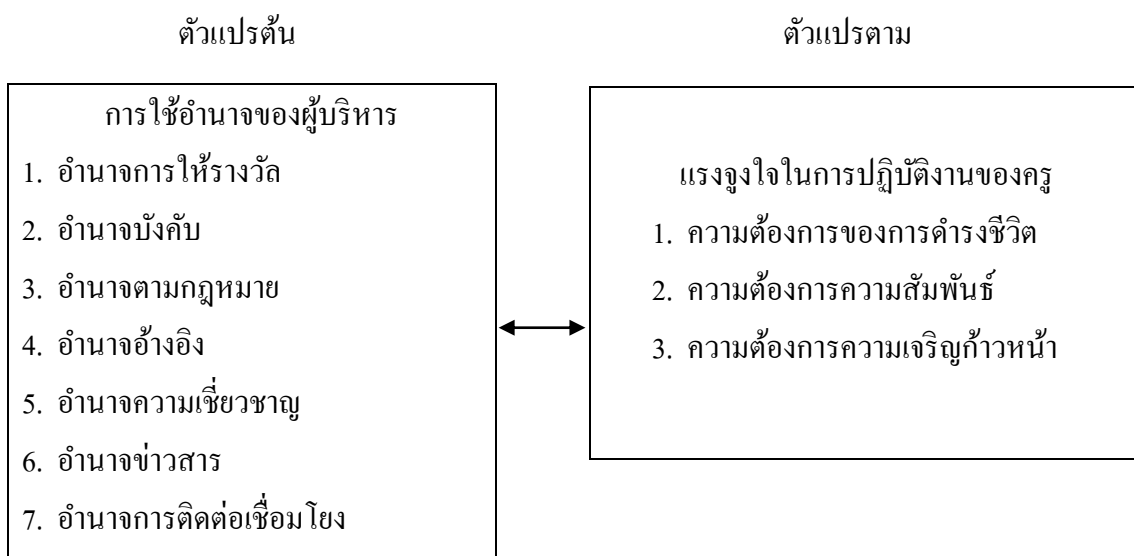 ตัวแปรต้น
ตัวแปรตาม
การใช้อำนาจของผู้บริหาร
1. อำนาจการให้รางวัล
2. อำนาจบังคับ
3. อำนาจตามกฎหมาย
4. อำนาจอ้างอิง
5. อำนาจความเชี่ยวชาญ
6. อำนาจข่าวสาร
7. อำนาจการติดต่อเชื่อมโยง
แรงจูงใจในการปฏิบัติงานของครู
1. ความต้องการของการดำรงชีวิต
2. ความต้องการความสัมพันธ์
3. ความต้องการความเจริญก้าวหน้า